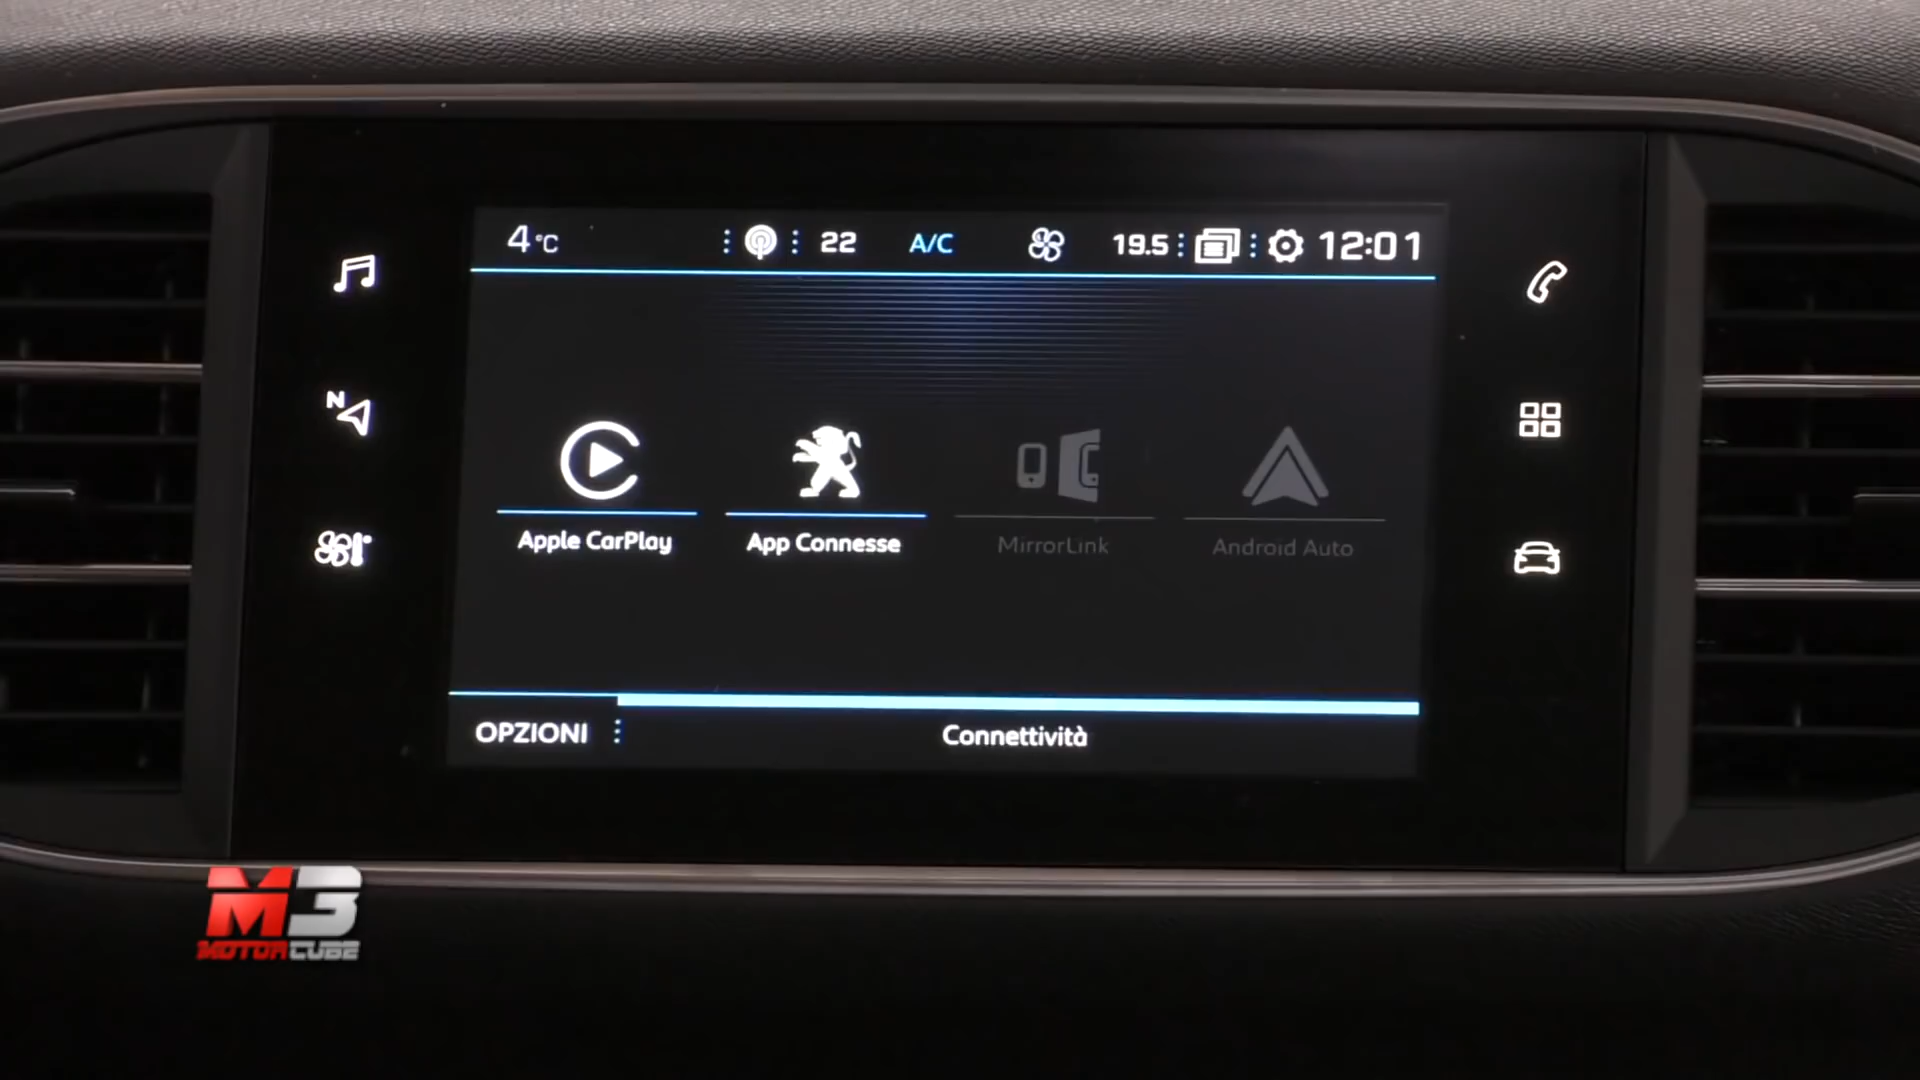 4°C 22 A/C 19.5 12:01
N
Apple CarPlay App Connesse MirrorLink Android Auto
OPZIONI Connettività
M3
MOTORCUBE